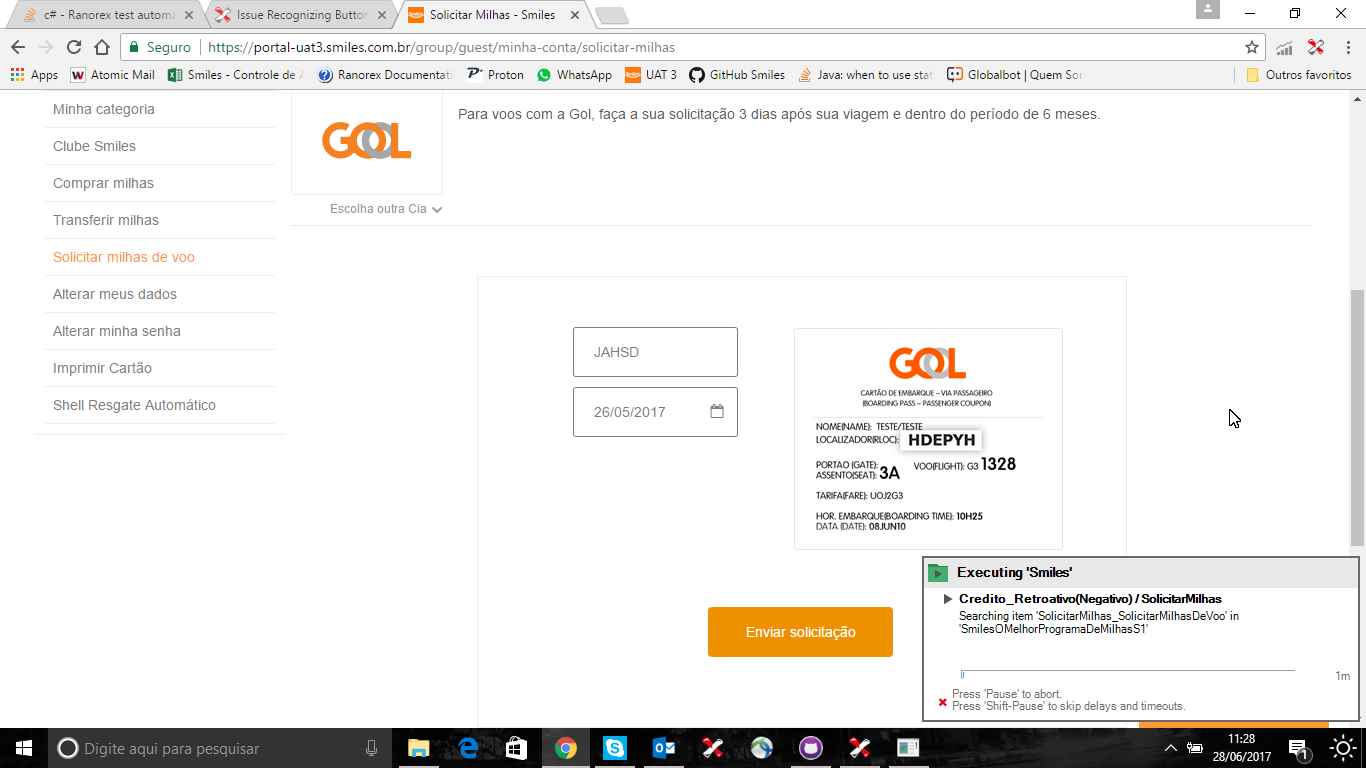 c# - Ranorex test automa
Issue Recognizing Button
Solicitar Milhas - Smiles
Seguro
https://portal-uat3.smiles.com.br/group/guest/minha-conta/solicitar-milhas
Apps
Atomic Mail
Smiles - Controle de
Ranorex Documentat
Proton
WhatsApp
UAT 3
GitHub Smiles
Java: when to use stat
Globalbot | Quem So
Outros favoritos
Minha categoria
Clube Smiles
Comprar milhas
Transferir milhas
Solicitar milhas de voo
Alterar meus dados
Alterar minha senha
Imprimir Cartão
Shell Resgate Automático
GOL
Escolha outra Cia
Para voos com a Gol, faça a sua solicitação 3 dias após sua viagem e dentro do período de 6 meses.
JAHSD
26/05/2017
GOL
CARTÃO DE EMBARQUE – VIA PASSAGEIRO
(BOARDING PASS – PASSENGER COUPON)
NOME(NAME): TESTE/TESTE
LOCALIZADOR(RLOC): HDEPYH
PORTAO (GATE):
ASSENTO(SEAT): 3A
VOO(FLIGHT): G3 1328
TARIFA(FARE): UOJ2G3
HOR. EMBARQUE(BOARDING TIME): 10H25
DATA (DATE): 08JUN10
Enviar solicitação
Executing 'Smiles'
Credito_Retroativo(Negativo) / SolicitarMilhas
Searching item 'SolicitarMilhas_SolicitarMilhasDeVoo' in
'SmilesOMelhorProgramaDeMilhasS1'
1m
Press 'Pause' to abort.
Press 'Shift-Pause' to skip delays and timeouts.
Digite aqui para pesquisar
11:28
28/06/2017
1